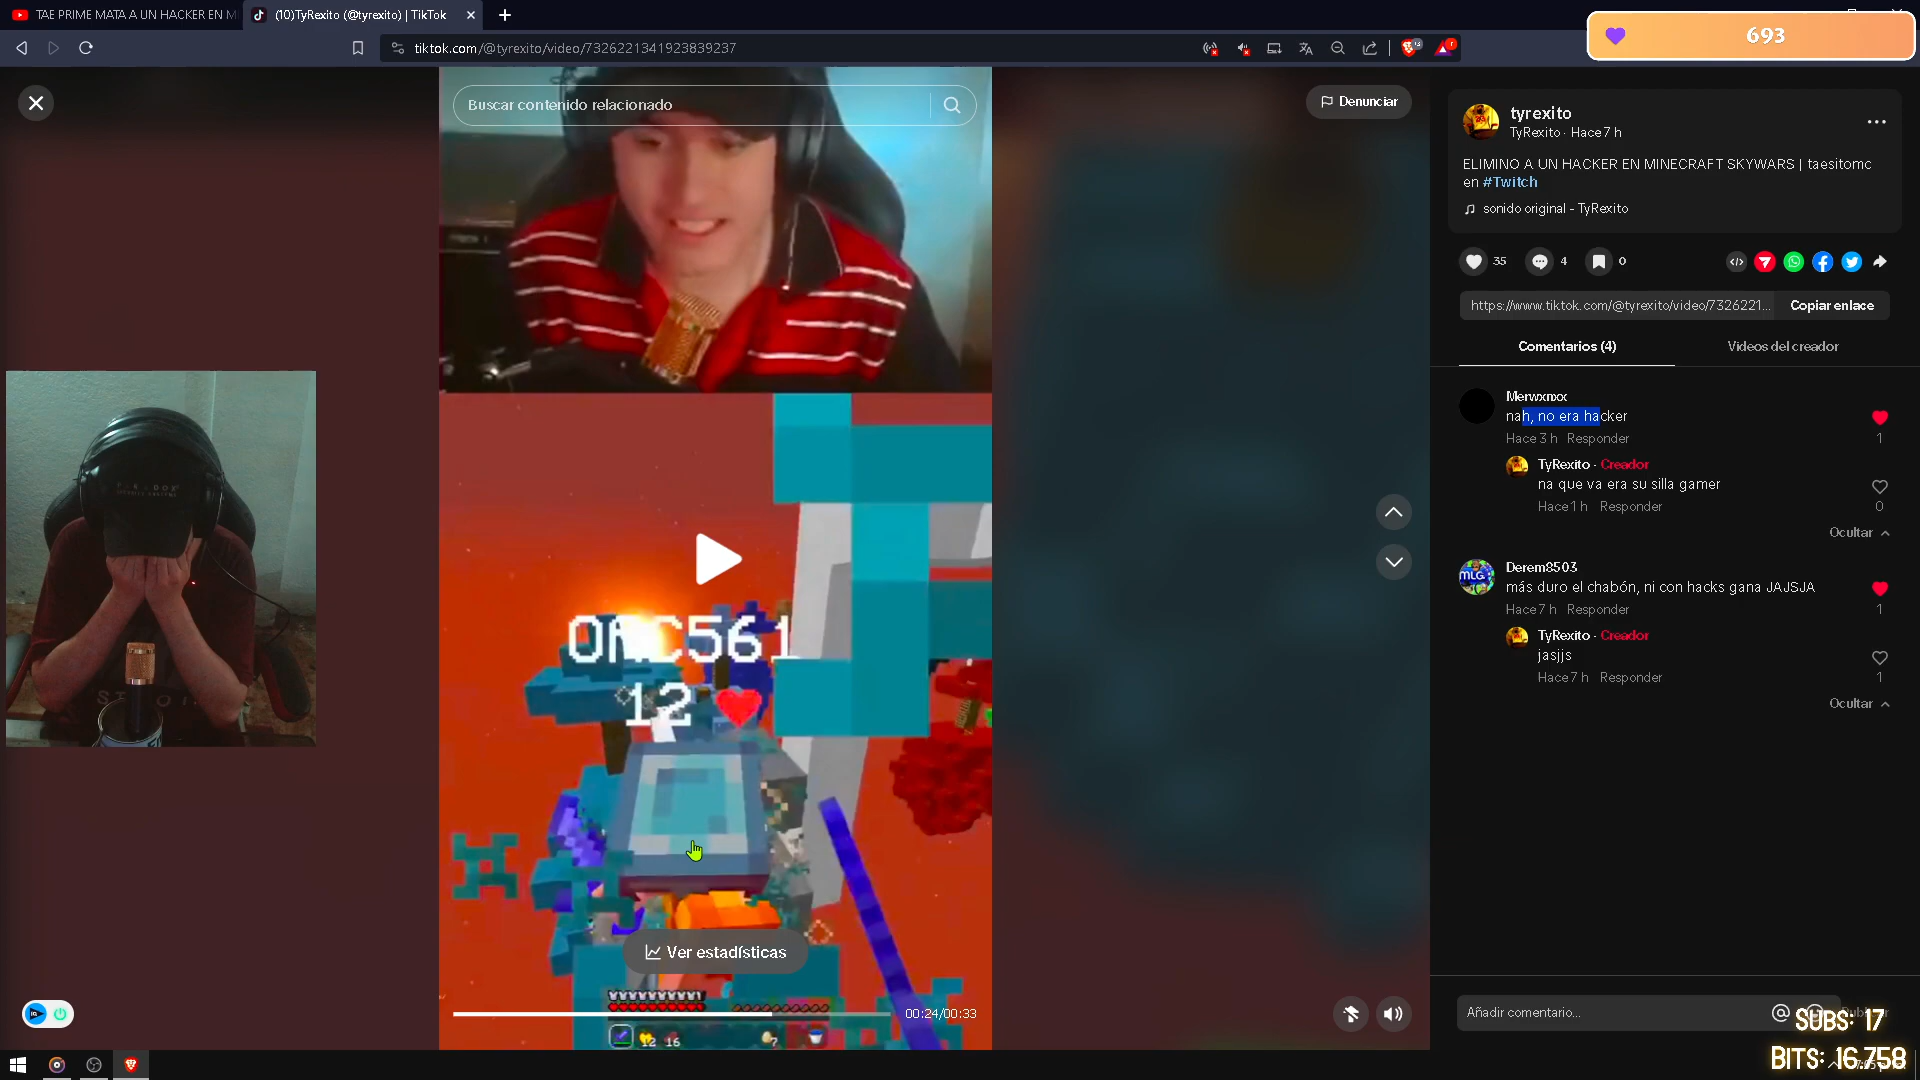 TAE PRIME MATA A UN HACKER EN M
(10)TyRexito (@tyrexito) | TikTok
tiktok.com/@tyrexito/video/7326221341923839237
693
Buscar contenido relacionado
Denunciar
tyrexito
TyRexito · Hace 7 h
ELIMINO A UN HACKER EN MINECRAFT SKYWARS | taesitomc
en #Twitch
sonido original - TyRexito
35
4
0
https://www.tiktok.com/@tyrexito/video/7326221...
Copiar enlace
Comentarios (4)
Videos del creador
Merwxnxx
nah, no era hacker
Hace 3 h Responder
1
TyRexito · Creador
na que va era su silla gamer
Hace 1 h Responder
0
Ocultar
Derem8503
más duro el chabón, ni con hacks gana JAJSJA
Hace 7 h Responder
1
TyRexito · Creador
jasjjs
Hace 7 h Responder
1
Ocultar
MLG
12
Ver estadísticas
00:24/00:33
12 16
7
Añadir comentario...
SUBS: 17
BITS: 16.758